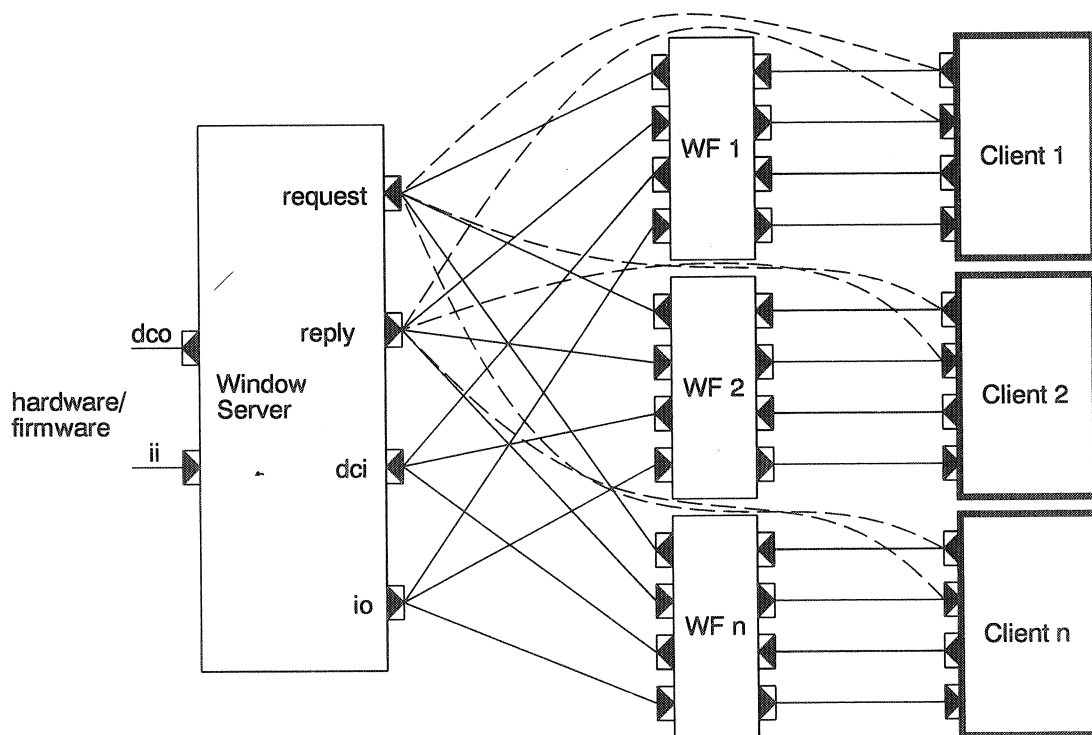 request
dco
reply
hardware/
firmware
Window
Server
ii
dci
io
WF 1
Client 1
WF 2
Client 2
WF n
Client n